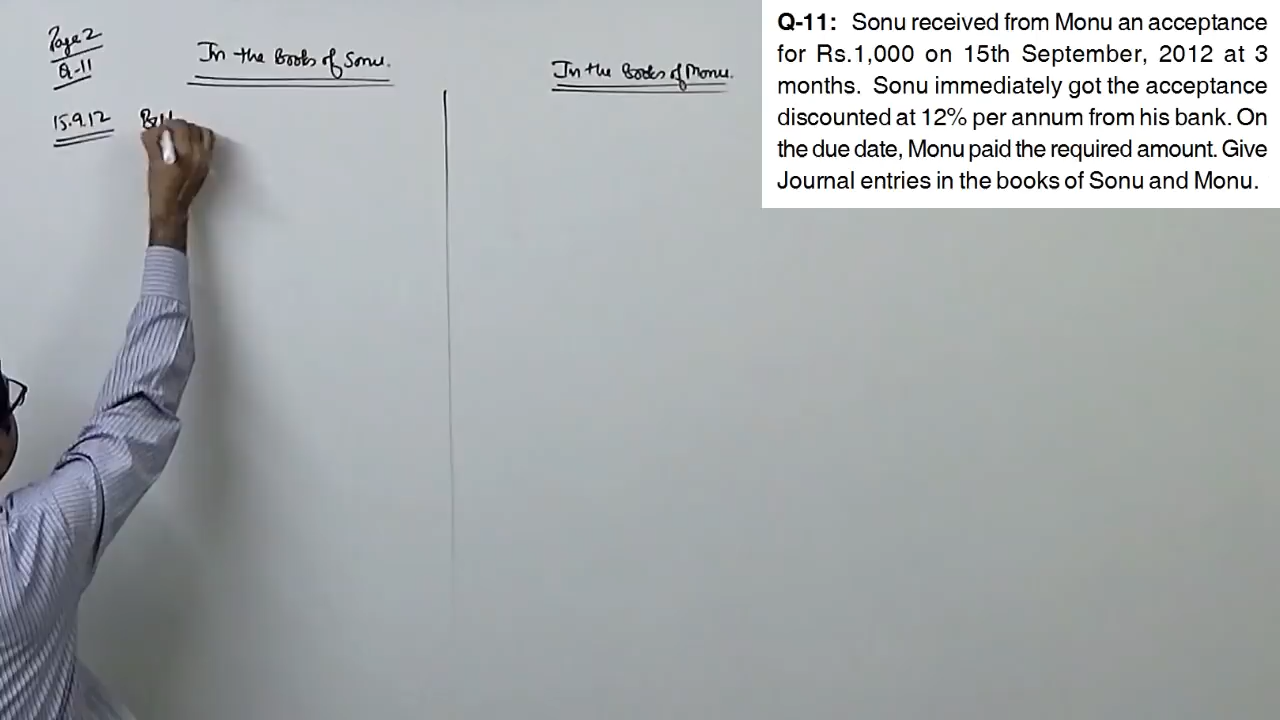 Page 2
Q-11
In the Books of Sonu.
In the Books of Monu.
15.9.12
Q-11: Sonu received from Monu an acceptance
for Rs.1,000 on 15th September, 2012 at 3
months. Sonu immediately got the acceptance
discounted at 12% per annum from his bank. On
the due date, Monu paid the required amount. Give
Journal entries in the books of Sonu and Monu.